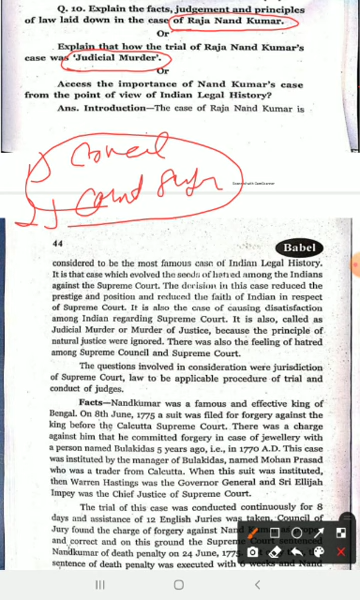 Q. 10. Explain the facts, judgement and principles
of law laid down in the case of Raja Nand Kumar.
Or
Explain that how the trial of Raja Nand Kumar's
case was 'Judicial Murder'.
Or
Access the importance of Nand Kumar's case
from the point of view of Indian Legal History?
Ans. Introduction—The case of Raja Nand Kumar is
1) Council
2)
44
Babel
considered to be the most famous case of Indian Legal History.
It is that case which evolved the seeds of hatred among the Indians
against the Supreme Court. The decision in this case reduced the
prestige and position and reduced the faith of Indian in respect
of Supreme Court. It is also the case of causing disatisfaction
among Indian regarding Supreme Court. It is also, called as
Judicial Murder or Murder of Justice, because the principle of
natural justice were ignored. There was also the feeling of hatred
among Supreme Council and Supreme Court.
The questions involved in consideration were jurisdiction
of Supreme Court, law to be applicable procedure of trial and
conduct of judges.
Facts—Nandkumar was a famous and effective king of
Bengal. On 8th June, 1775 a suit was filed for forgery against the
king before the Calcutta Supreme Court. There was a charge
against him that he committed forgery in case of jewellery with
a person named Bulakidas 5 years ago, i.e., in 1770 A.D. This case
was instituted by the manager of Bulakidas, named Mohan Prasad
who was a trader from Calcutta. When this suit was instituted,
then Warren Hastings was the Governor General and Sri Ellijah
Impey was the Chief Justice of Supreme Court.
The trial of this case was conducted continuously for 8
days and assistance of 12 English Juries was taken. Council of
Jury found the charge of forgery against Nand
and correct and on this ground the Supreme
Nandkumar of death penalty on 24 June, 1775.
sentence of death penalty was executed with